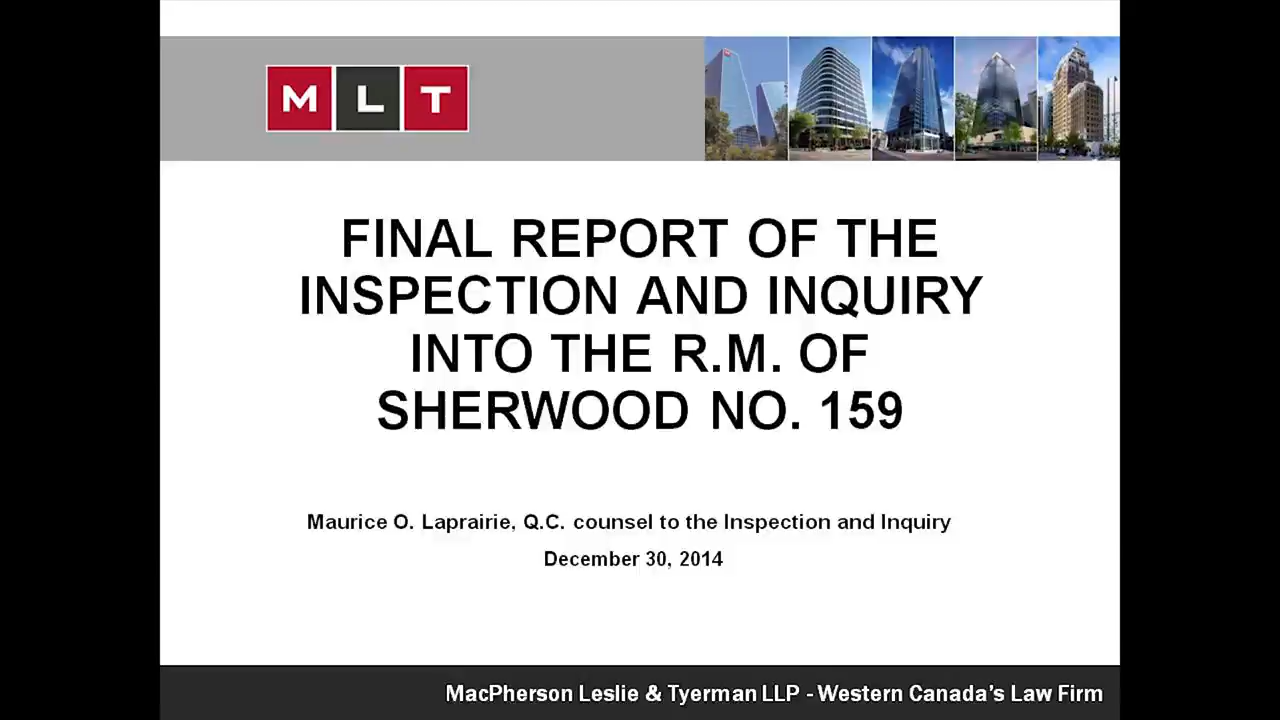 MLT
FINAL REPORT OF THE
INSPECTION AND INQUIRY
INTO THE R.M. OF
SHERWOOD NO. 159
Maurice O. Laprairie, Q.C. counsel to the Inspection and Inquiry
December 30, 2014
MacPherson Leslie & Tyerman LLP - Western Canada's Law Firm